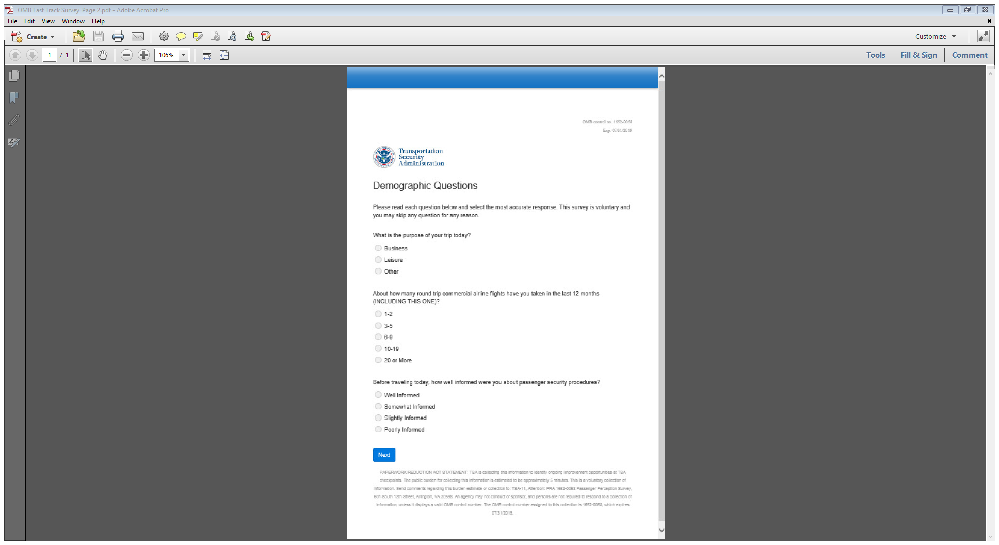 OMB Fast Track Survey_Page 2.pdf - Adobe Acrobat Pro
File Edit View Window Help
Create Customize
1 / 1 106% Tools Fill & Sign Comment
OMB control no.:1652-0058
Exp. 07/31/2019
Transportation
Security
Administration
Demographic Questions
Please read each question below and select the most accurate response. This survey is voluntary and
you may skip any question for any reason.
What is the purpose of your trip today?
Business
Leisure
Other
About how many round trip commercial airline flights have you taken in the last 12 months
(INCLUDING THIS ONE)?
1-2
3-5
6-9
10-19
20 or More
Before traveling today, how well informed were you about passenger security procedures?
Well Informed
Somewhat Informed
Slightly Informed
Poorly Informed
Next
PAPERWORK REDUCTION ACT STATEMENT: TSA is collecting this information to identify ongoing improvement opportunities at TSA
checkpoints. The public burden for collecting this information is estimated to be approximately 5 minutes. This is a voluntary collection of
information. Send comments regarding this burden estimate or collection to: TSA-11, Attention: PRA 1652-0058 Passenger Perception Survey,
601 South 12th Street, Arlington, VA 20598. An agency may not conduct or sponsor, and persons are not required to respond to a collection of
information, unless it displays a valid OMB control number. The OMB control number assigned to this collection is 1652-0058, which expires
07/31/2019.